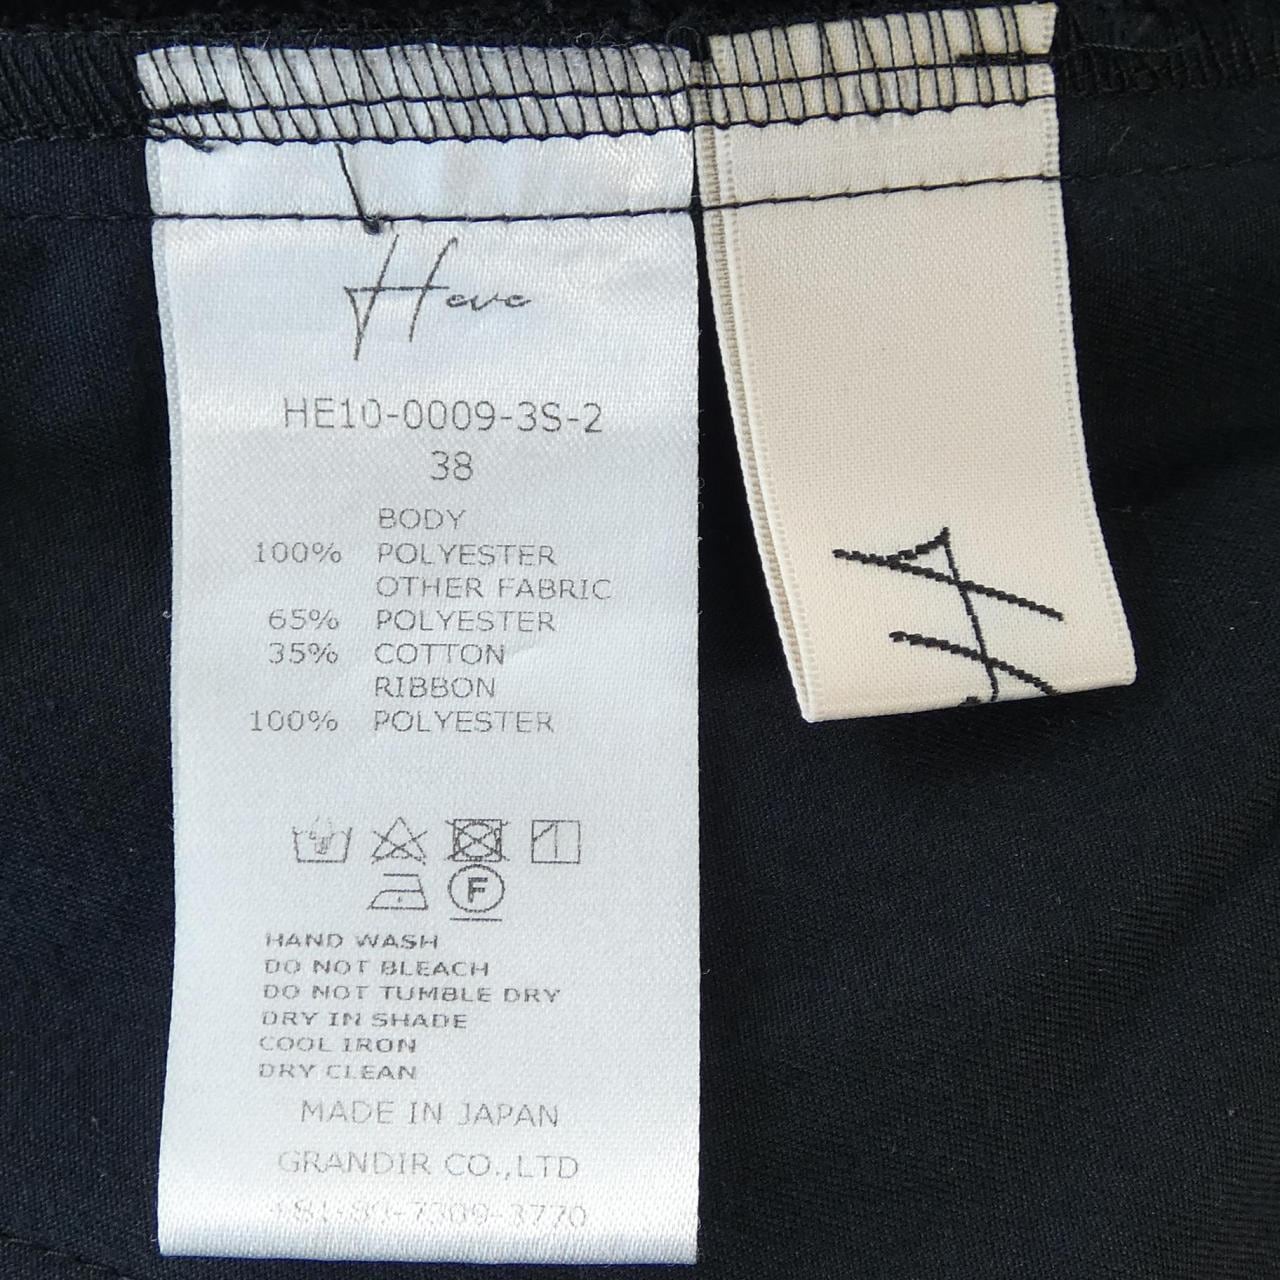 Heve
HE10-0009-3S-2
38
BODY
100% POLYESTER
OTHER FABRIC
65% POLYESTER
35% COTTON
RIBBON
100% POLYESTER
F
HAND WASH
DO NOT BLEACH
DO NOT TUMBLE DRY
DRY IN SHADE
COOL IRON
DRY CLEAN
MADE IN JAPAN
GRANDIR CO.,LTD